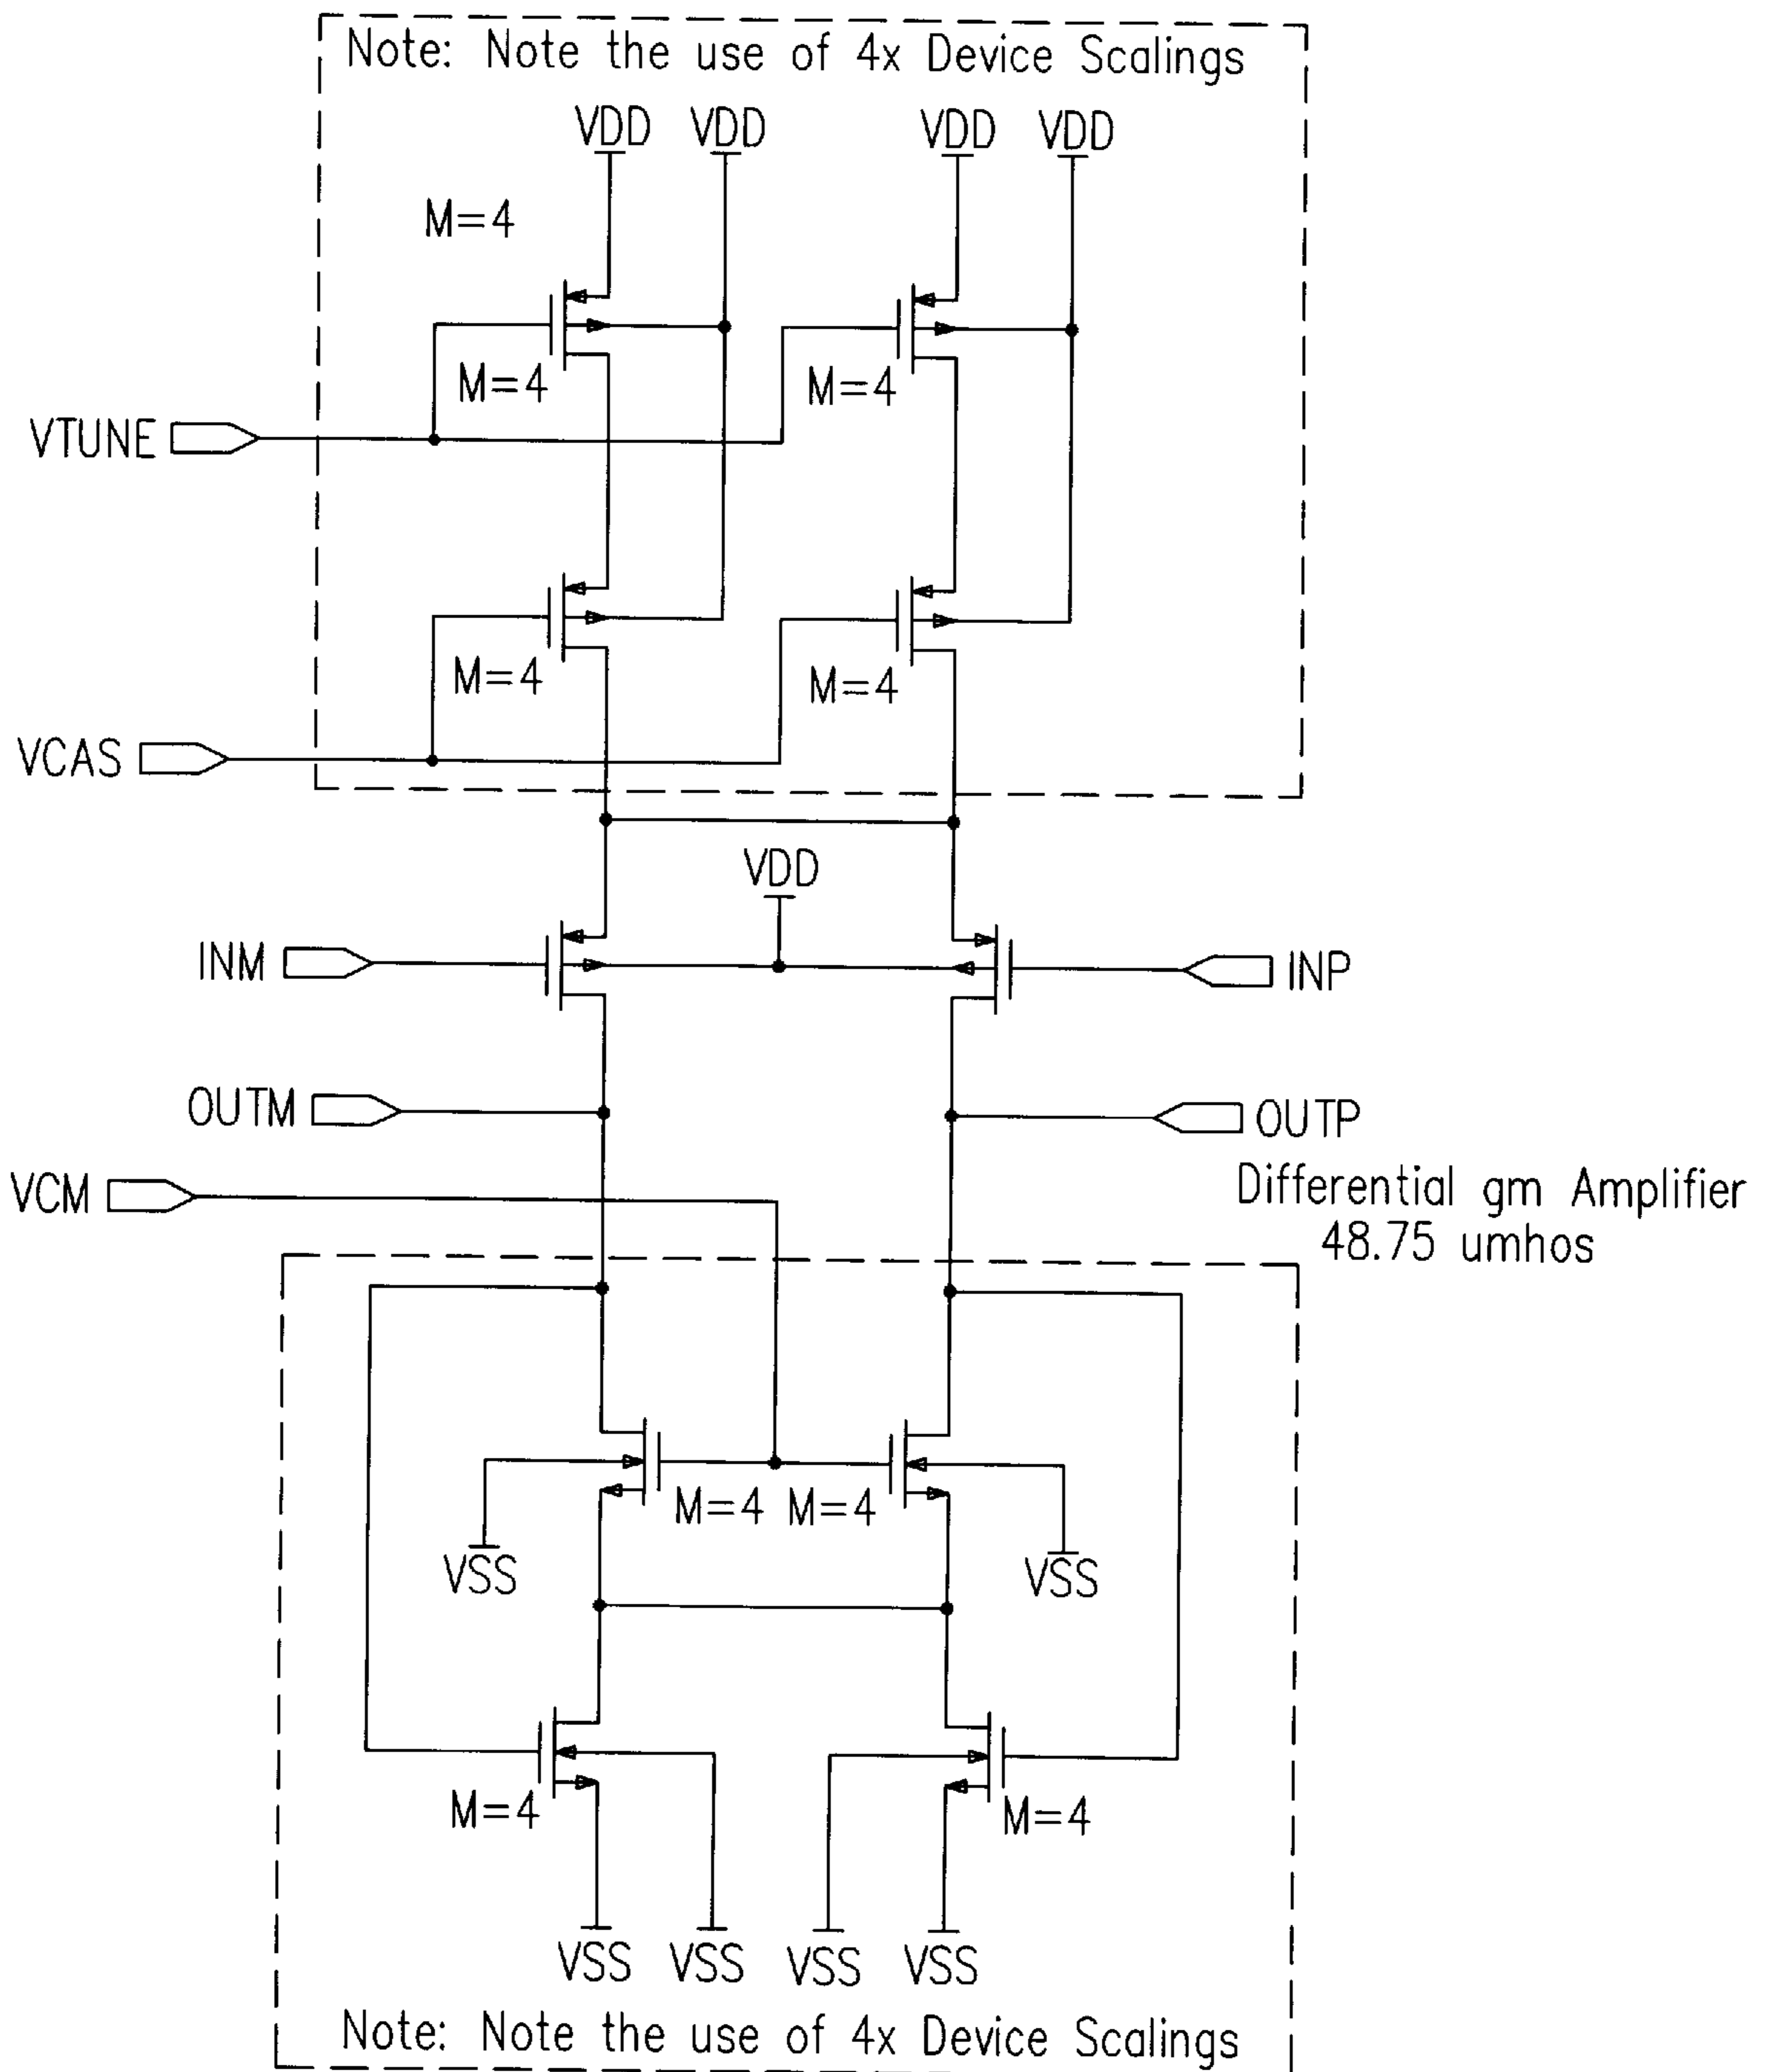 Note: Note the use of 4x Device Scalings
VDD VDD VDD VDD
M=4
M=4 M=4
VTUNE
M=4 M=4
VCAS
VDD
INM INP
OUTM OUTP
VCM
Differential gm Amplifier
48.75 umhos
M=4 M=4
VSS VSS
M=4 M=4
VSS VSS VSS VSS
Note: Note the use of 4x Device Scalings